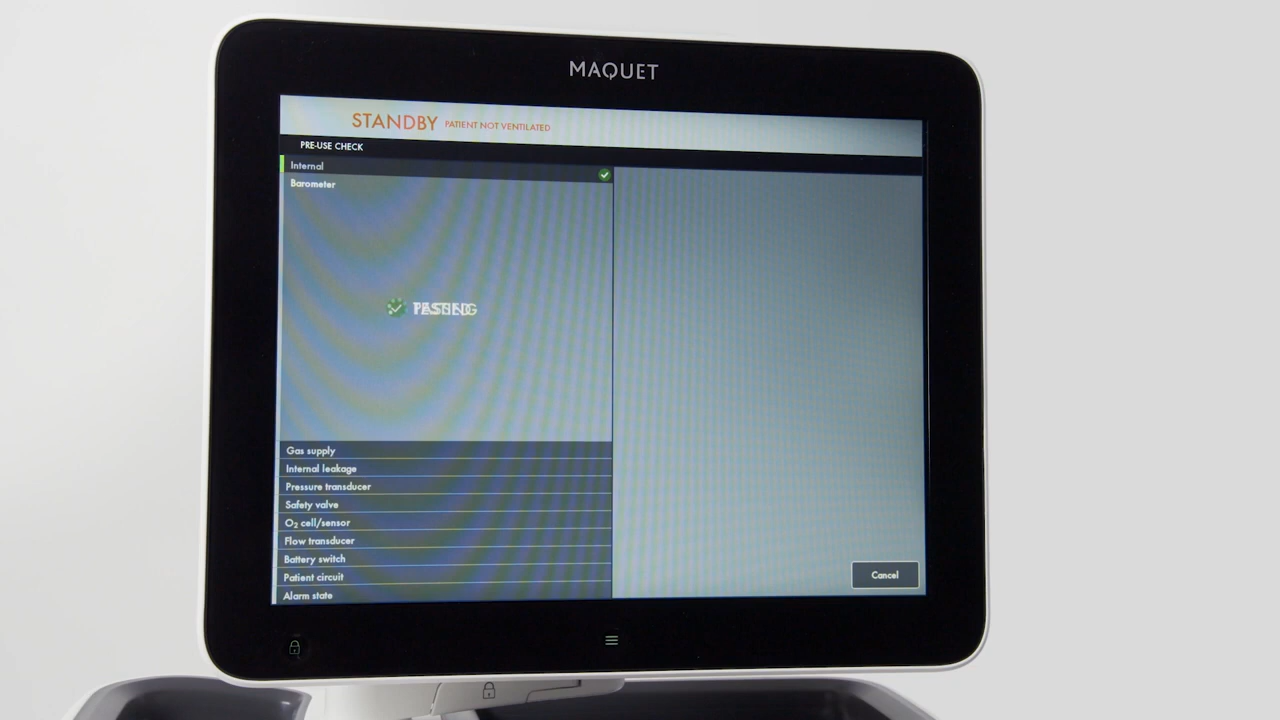 MAQUET
STANDBY PATIENT NOT VENTILATED
PRE-USE CHECK
Internal
Barometer
Gas supply
Internal leakage
Pressure transducer
Safety valve
O₂ cell/sensor
Flow transducer
Battery switch
Patient circuit
Alarm state
Cancel